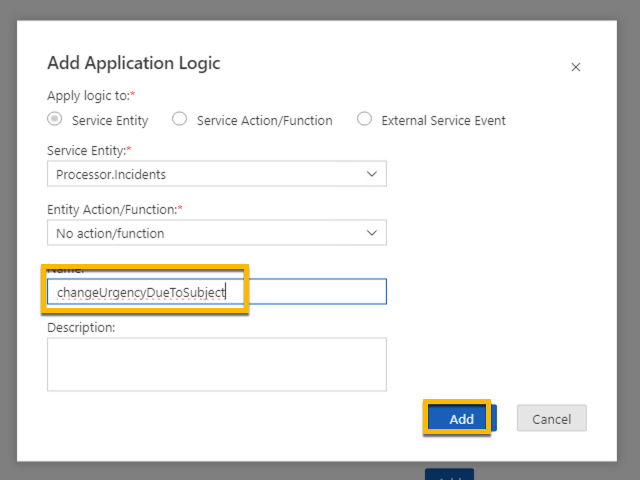 Add Application Logic
Apply logic to:*
Service Entity Service Action/Function External Service Event
Service Entity:*
Processor.Incidents
Entity Action/Function:*
No action/function
Name:
changeUrgencyDueToSubject
Description:
Add Cancel
Add